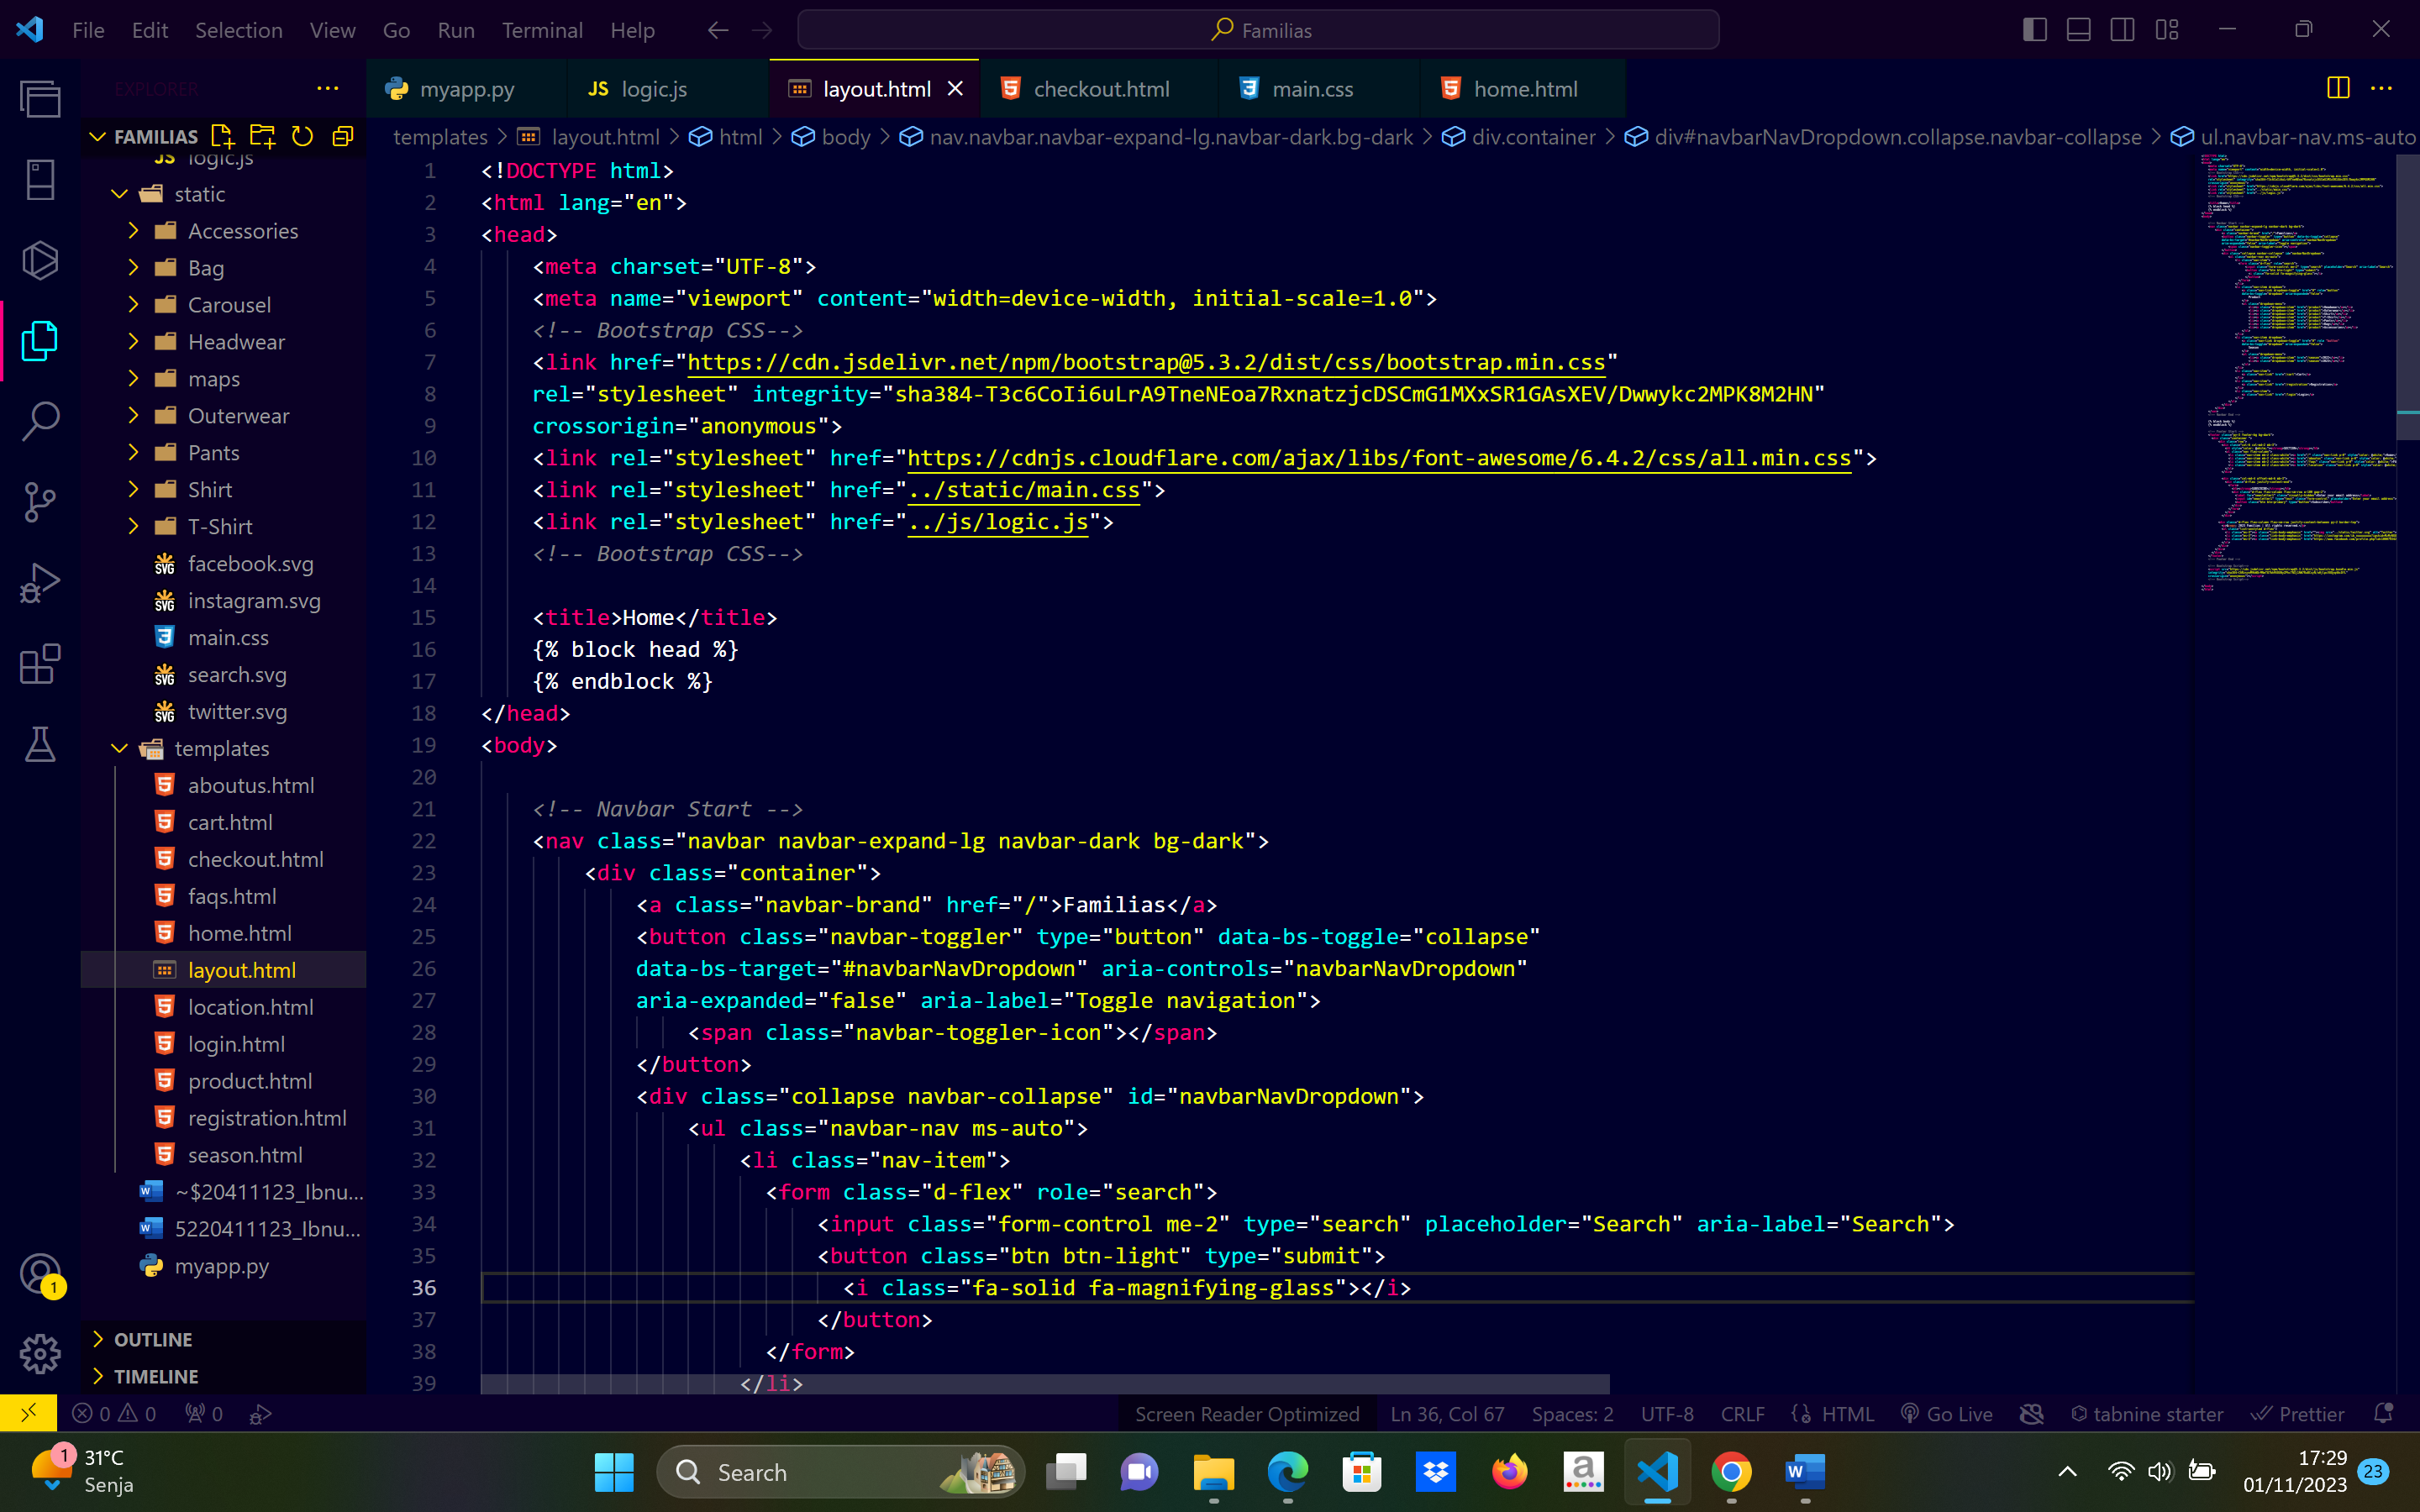 File Edit Selection View Go Run Terminal Help Familias
EXPLORER
myapp.py JS logic.js layout.html checkout.html main.css home.html
FAMILIAS
templates > layout.html > html > body > nav.navbar.navbar-expand-lg.navbar-dark.bg-dark > div.container > div#navbarNavDropdown.collapse.navbar-collapse > ul.navbar-nav.ms-auto
JS logic.js
static
Accessories
Bag
Carousel
Headwear
maps
Outerwear
Pants
Shirt
T-Shirt
facebook.svg
instagram.svg
main.css
search.svg
twitter.svg
templates
aboutus.html
cart.html
checkout.html
faqs.html
home.html
layout.html
location.html
login.html
product.html
registration.html
season.html
~$20411123_Ibnu...
5220411123_Ibnu...
myapp.py
OUTLINE
TIMELINE
1 <!DOCTYPE html>
2 <html lang="en">
3 <head>
4 <meta charset="UTF-8">
5 <meta name="viewport" content="width=device-width, initial-scale=1.0">
6 <!-- Bootstrap CSS-->
7 <link href="https://cdn.jsdelivr.net/npm/bootstrap@5.3.2/dist/css/bootstrap.min.css"
8 rel="stylesheet" integrity="sha384-T3c6CoIi6uLrA9TneNEoa7RxnatzjcDSCmG1MXxSR1GAsXEV/Dwwykc2MPK8M2HN"
9 crossorigin="anonymous">
10 <link rel="stylesheet" href="https://cdnjs.cloudflare.com/ajax/libs/font-awesome/6.4.2/css/all.min.css">
11 <link rel="stylesheet" href="../static/main.css">
12 <link rel="stylesheet" href="../js/logic.js">
13 <!-- Bootstrap CSS-->
14
15 <title>Home</title>
16 {% block head %}
17 {% endblock %}
18 </head>
19 <body>
20
21 <!-- Navbar Start -->
22 <nav class="navbar navbar-expand-lg navbar-dark bg-dark">
23 <div class="container">
24 <a class="navbar-brand" href="/">Familias</a>
25 <button class="navbar-toggler" type="button" data-bs-toggle="collapse"
26 data-bs-target="#navbarNavDropdown" aria-controls="navbarNavDropdown"
27 aria-expanded="false" aria-label="Toggle navigation">
28 <span class="navbar-toggler-icon"></span>
29 </button>
30 <div class="collapse navbar-collapse" id="navbarNavDropdown">
31 <ul class="navbar-nav ms-auto">
32 <li class="nav-item">
33 <form class="d-flex" role="search">
34 <input class="form-control me-2" type="search" placeholder="Search" aria-label="Search">
35 <button class="btn btn-light" type="submit">
36 <i class="fa-solid fa-magnifying-glass"></i>
37 </button>
38 </form>
39 </li>
1
0 0 0 Screen Reader Optimized Ln 36, Col 67 Spaces: 2 UTF-8 CRLF HTML Go Live tabnine starter Prettier
1 31°C
Senja
Search
17:29
01/11/2023
23